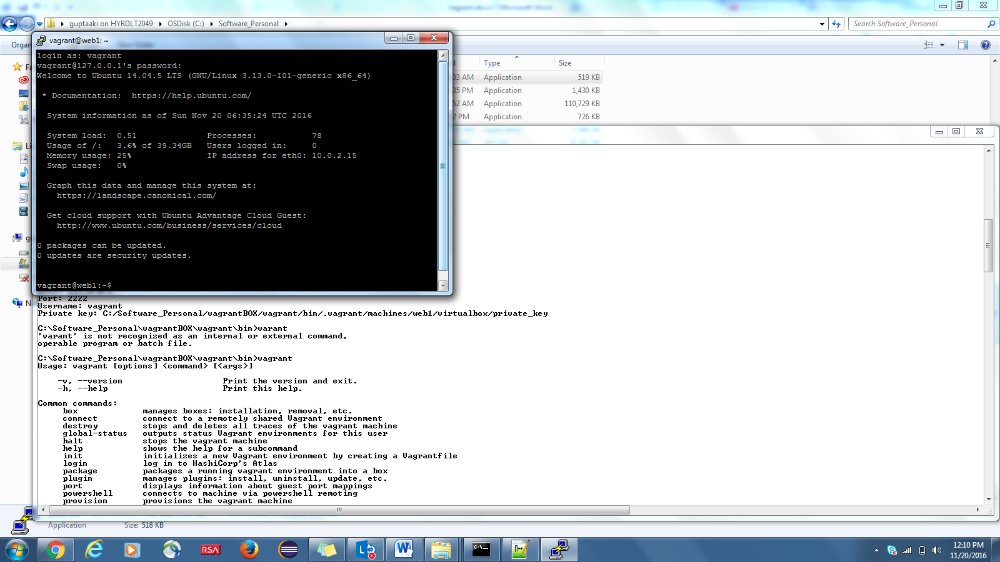 guptaaki on HYRDLT2049 OSDisk (C:) Software_Personal
Search Software_Personal
vagrant@web1: ~
login as: vagrant
vagrant@127.0.0.1's password:
Welcome to Ubuntu 14.04.5 LTS (GNU/Linux 3.13.0-101-generic x86_64)
* Documentation:  https://help.ubuntu.com/
System information as of Sun Nov 20 06:35:24 UTC 2016
System load:  0.51 Processes: 78
Usage of /:   3.6% of 39.34GB Users logged in: 0
Memory usage: 25% IP address for eth0: 10.0.2.15
Swap usage:   0%
Graph this data and manage this system at:
https://landscape.canonical.com/
Get cloud support with Ubuntu Advantage Cloud Guest:
http://www.ubuntu.com/business/services/cloud
0 packages can be updated.
0 updates are security updates.
vagrant@web1:~$
Type Size
03 AM Application 519 KB
35 PM Application 1,430 KB
52 AM Application 110,729 KB
2 PM Application 726 KB
Port: 2222
Username: vagrant
Private key: C:/Software_Personal/vagrantBOX/vagrant/bin/.vagrant/machines/web1/virtualbox/private_key
C:\Software_Personal\vagrantBOX\vagrant\bin>varant
'varant' is not recognized as an internal or external command,
operable program or batch file.
C:\Software_Personal\vagrantBOX\vagrant\bin>vagrant
Usage: vagrant [options] <command> [<args>]
-v, --version Print the version and exit.
-h, --help Print this help.
Common commands:
box manages boxes: installation, removal, etc.
connect connect to a remotely shared Vagrant environment
destroy stops and deletes all traces of the vagrant machine
global-status outputs status Vagrant environments for this user
halt stops the vagrant machine
help shows the help for a subcommand
init initializes a new Vagrant environment by creating a Vagrantfile
login log in to HashiCorp's Atlas
package packages a running vagrant environment into a box
plugin manages plugins: install, uninstall, update, etc.
port displays information about guest port mappings
powershell connects to machine via powershell remoting
provision provisions the vagrant machine
Application Size: 518 KB
RSA
12:10 PM
11/20/2016